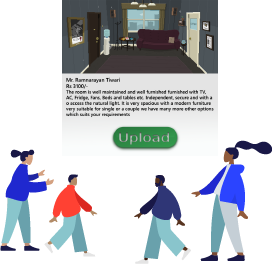 Mr. Ramnarayan Tiwari
Rs 3100/-
The room is well maintained and well furnished furnished with TV,
AC, Fridge, Fans, Beds and tables etc. Independent, secure and with a
o assess the natural light. It is very spacious with a modern furniture
very suitable for single or a couple we have many more other options
which suits your requirements
Upload